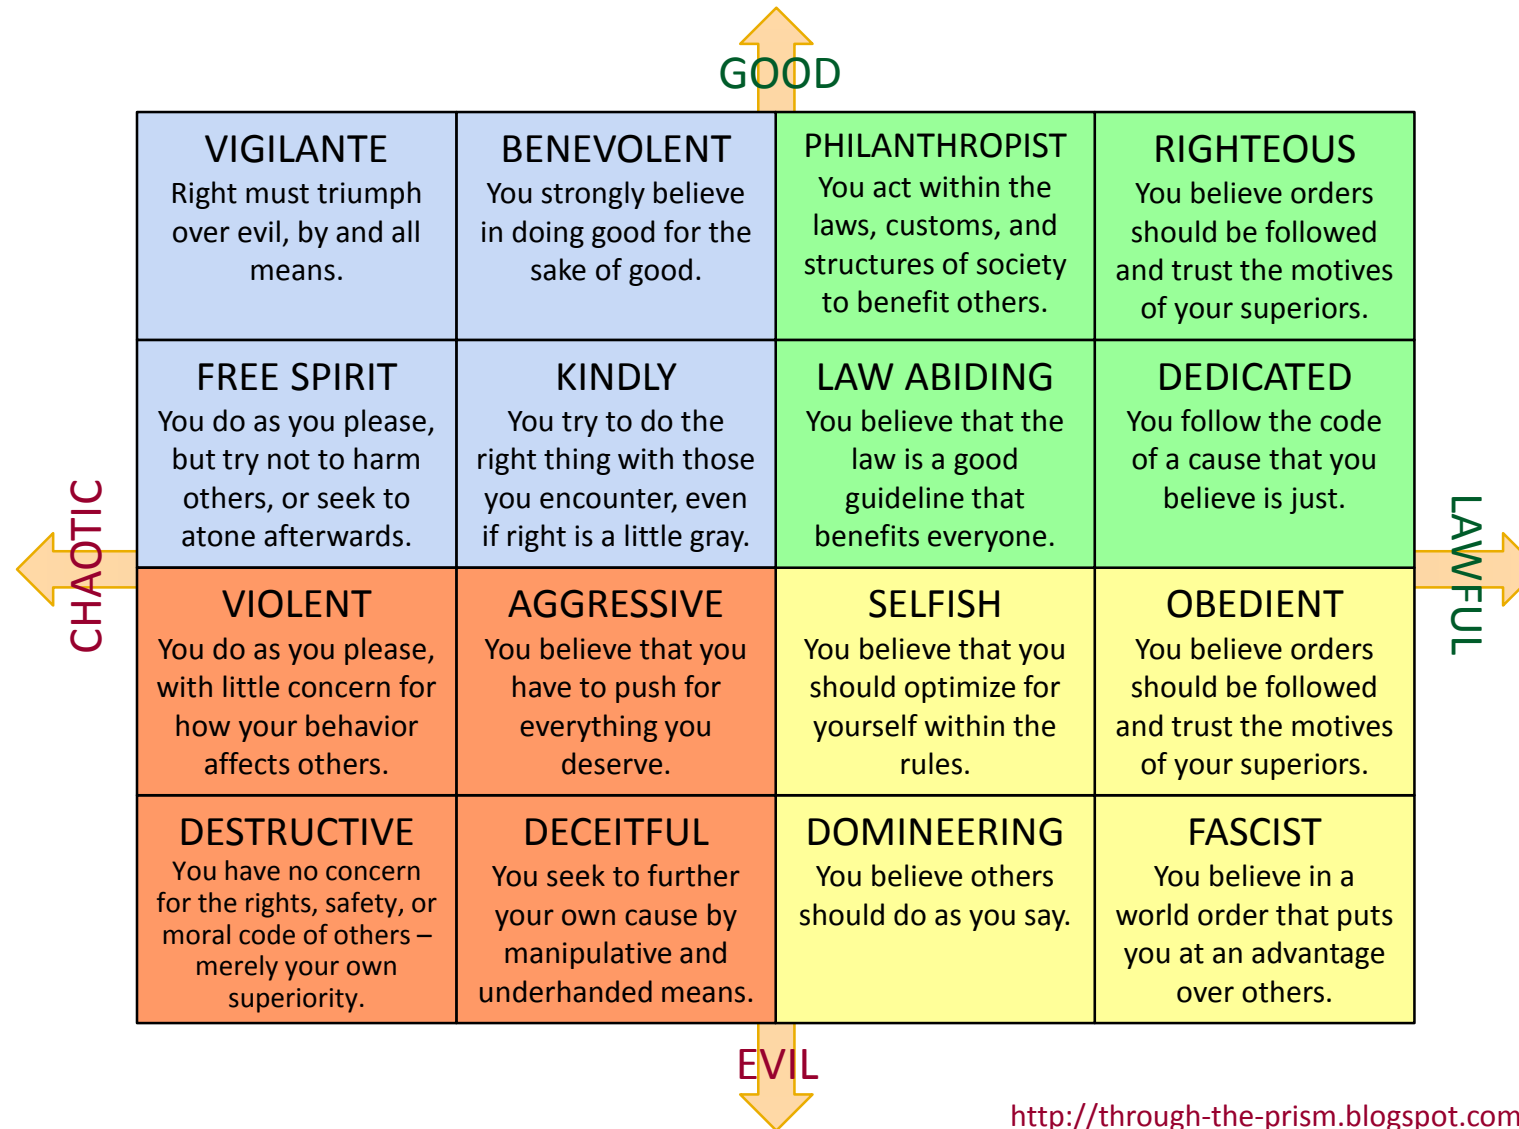 GOOD
VIGILANTE
Right must triumph
over evil, by and all
means.
BENEVOLENT
You strongly believe
in doing good for the
sake of good.
PHILANTHROPIST
You act within the
laws, customs, and
structures of society
to benefit others.
RIGHTEOUS
You believe orders
should be followed
and trust the motives
of your superiors.
FREE SPIRIT
You do as you please,
but try not to harm
others, or seek to
atone afterwards.
KINDLY
You try to do the
right thing with those
you encounter, even
if right is a little gray.
LAW ABIDING
You believe that the
law is a good
guideline that
benefits everyone.
DEDICATED
You follow the code
of a cause that you
believe is just.
CHAOTIC
LAWFUL
VIOLENT
You do as you please,
with little concern for
how your behavior
affects others.
AGGRESSIVE
You believe that you
have to push for
everything you
deserve.
SELFISH
You believe that you
should optimize for
yourself within the
rules.
OBEDIENT
You believe orders
should be followed
and trust the motives
of your superiors.
DESTRUCTIVE
You have no concern
for the rights, safety, or
moral code of others –
merely your own
superiority.
DECEITFUL
You seek to further
your own cause by
manipulative and
underhanded means.
DOMINEERING
You believe others
should do as you say.
FASCIST
You believe in a
world order that puts
you at an advantage
over others.
EVIL
http://through-the-prism.blogspot.com